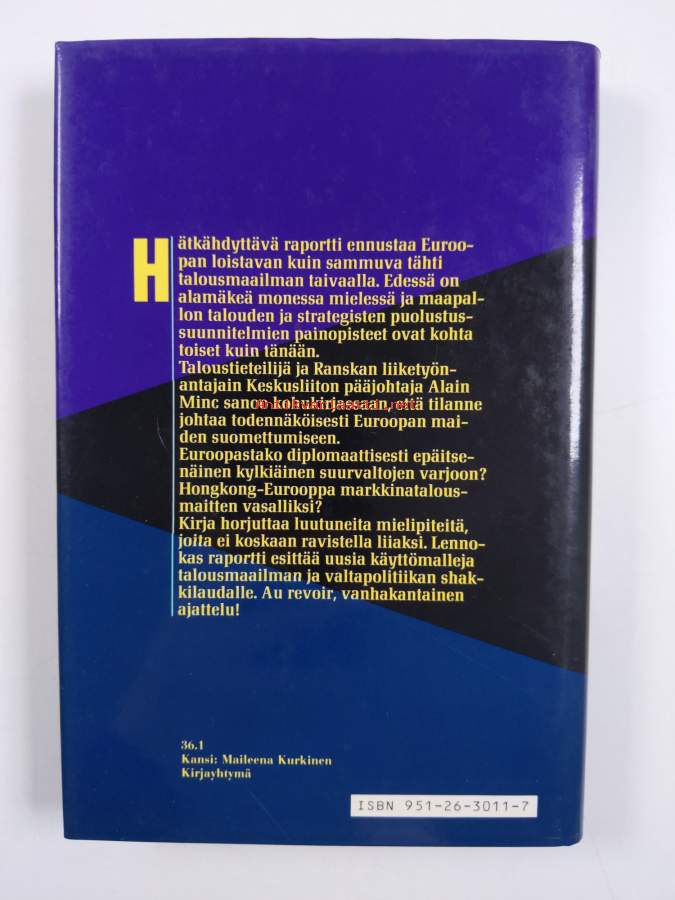 Hätkähdyttävä raportti ennustaa Euroo-
pan loistavan kuin sammuva tähti
talousmaailman taivaalla. Edessä on
alamäkeä monessa mielessä ja maapal-
lon talouden ja strategisten puolustus-
suunnitelmien painopisteet ovat kohta
toiset kuin tänään.
Taloustieteilijä ja Ranskan liiketyön-
antajain Keskusliiton pääjohtaja Alain
Minc sanoo kohukirjassaan, että tilanne
johtaa todennäköisesti Euroopan mai-
den suomettumiseen.
Euroopastako diplomaattisesti epäitse-
näinen kylkiäinen suurvaltojen varjoon?
Hongkong-Eurooppa markkinatalous-
maitten vasalliksi?
Kirja horjuttaa luutuneita mielipiteitä,
joita ei koskaan ravistella liiaksi. Lenno-
kas raportti esittää uusia käyttömalleja
talousmaailman ja valtapolitiikan shak-
kilaudalle. Au revoir, vanhakantainen
ajattelu!
36.1
Kansi: Maileena Kurkinen
Kirjayhtymä
ISBN 951-26-3011-7